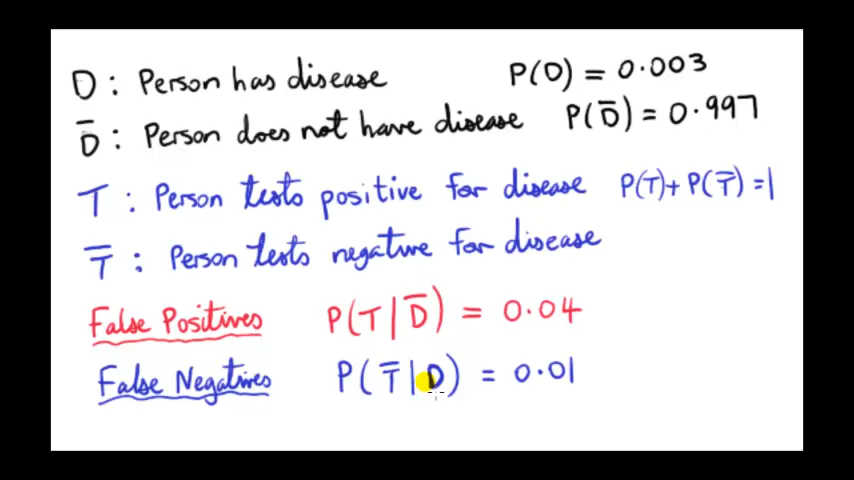 D : Person has disease P(D) = 0.003
D̅ : Person does not have disease P(D̅) = 0.997
T : Person tests positive for disease P(T) + P(T̅) = 1
T̅ : Person tests negative for disease
False Positives P(T|D̅) = 0.04
False Negatives P(T̅|D) = 0.01